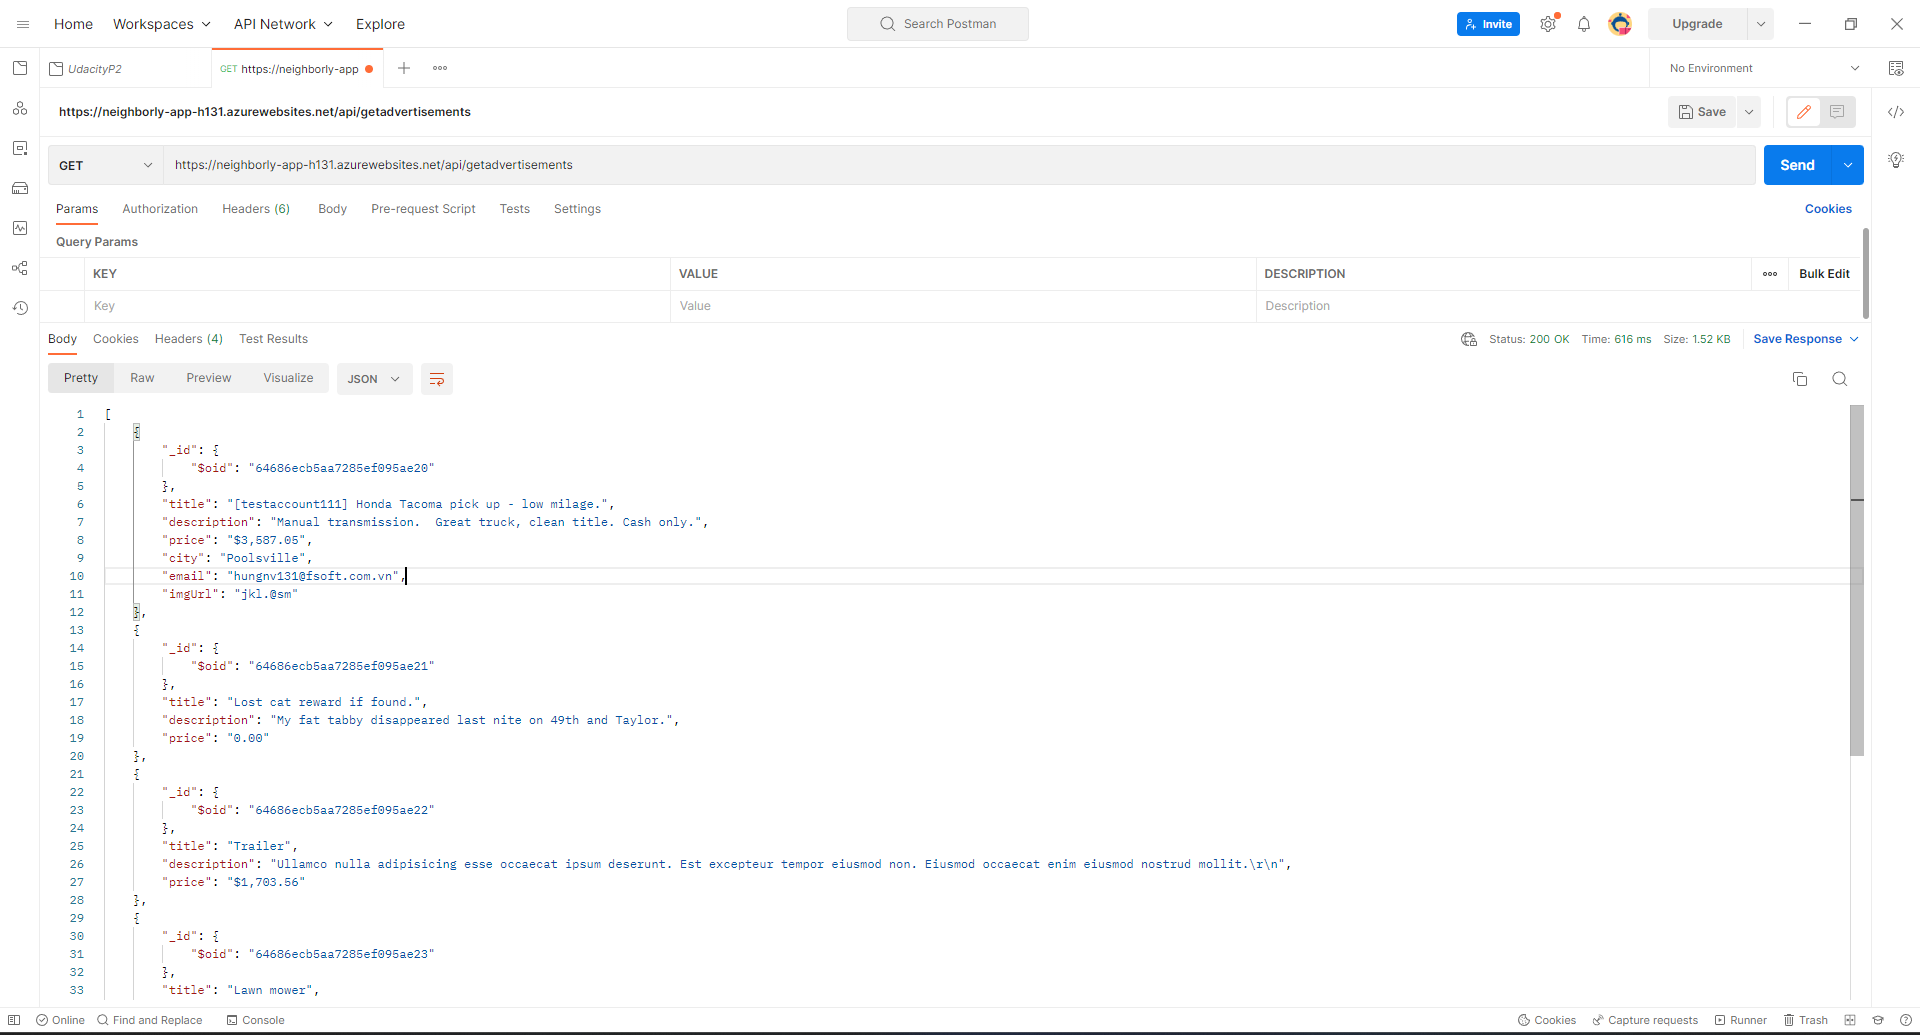 Home Workspaces API Network Explore Search Postman Invite Upgrade
UdacityP2 GET https://neighborly-app No Environment
https://neighborly-app-h131.azurewebsites.net/api/getadvertisements Save
GET https://neighborly-app-h131.azurewebsites.net/api/getadvertisements Send
Params Authorization Headers (6) Body Pre-request Script Tests Settings Cookies
Query Params
KEY VALUE DESCRIPTION Bulk Edit
Key Value Description
Body Cookies Headers (4) Test Results Status: 200 OK Time: 616 ms Size: 1.52 KB Save Response
Pretty Raw Preview Visualize JSON
1 [
2 {
3 "_id": {
4 "$oid": "64686ecb5aa7285ef095ae20"
5 },
6 "title": "[testaccount111] Honda Tacoma pick up - low milage.",
7 "description": "Manual transmission.  Great truck, clean title. Cash only.",
8 "price": "$3,587.05",
9 "city": "Poolsville",
10 "email": "hungnv131@fsoft.com.vn",
11 "imgUrl": "jkl.@sm"
12 },
13 {
14 "_id": {
15 "$oid": "64686ecb5aa7285ef095ae21"
16 },
17 "title": "Lost cat reward if found.",
18 "description": "My fat tabby disappeared last nite on 49th and Taylor.",
19 "price": "0.00"
20 },
21 {
22 "_id": {
23 "$oid": "64686ecb5aa7285ef095ae22"
24 },
25 "title": "Trailer",
26 "description": "Ullamco nulla adipisicing esse occaecat ipsum deserunt. Est excepteur tempor eiusmod non. Eiusmod occaecat enim eiusmod nostrud mollit.\r\n",
27 "price": "$1,703.56"
28 },
29 {
30 "_id": {
31 "$oid": "64686ecb5aa7285ef095ae23"
32 },
33 "title": "Lawn mower",
Online Find and Replace Console Cookies Capture requests Runner Trash